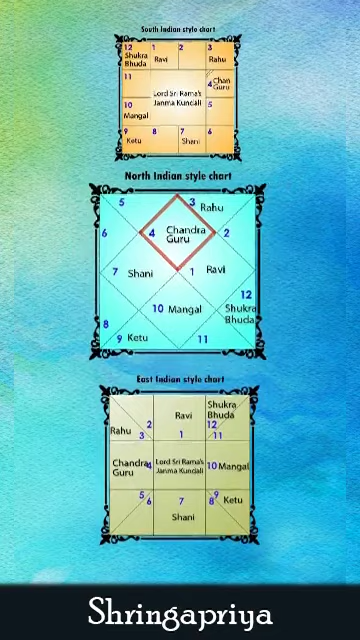 South Indian style chart
12 1 2 3
Shukra Bhuda Ravi Rahu
11 4 Chan Guru
Lord Sri Rama's
Janma Kundali
10 5
Mangal
9 8 7 6
Ketu Shani
North Indian style chart
5 3 Rahu
6 4 Chandra Guru 2
7 Shani 1 Ravi
12
10 Mangal Shukra Bhuda
8
9 Ketu 11
East Indian style chart
Ravi Shukra Bhuda
Rahu 2 3 1 12 11
Chandra Guru 4 Lord Sri Rama's Janma Kundali 10 Mangal
5 6 7 8 9 Ketu
Shani
Shringapriya